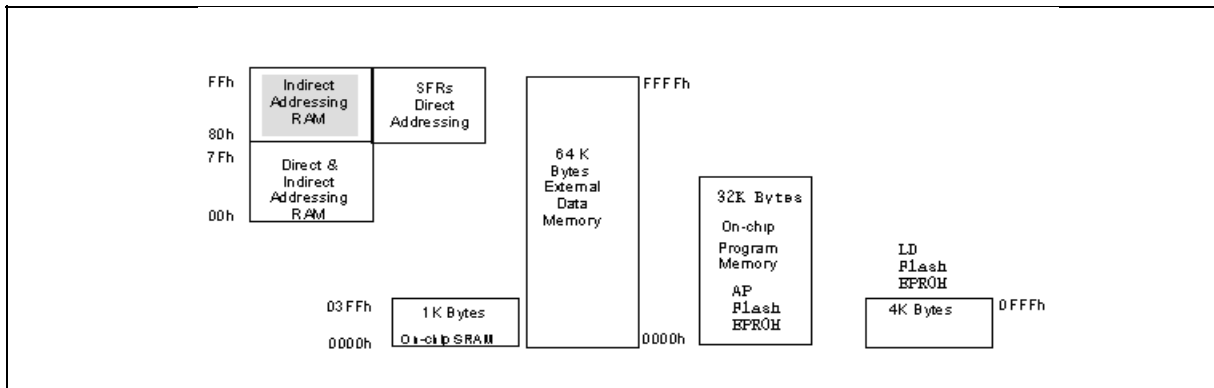 FFh
Indirect
Addressing
RAM
SFRs
Direct
Addressing
80h
7Fh
Direct &
Indirect
Addressing
RAM
00h
FFFFh
64 K
Bytes
External
Data
Memory
0000h
32K Bytes
On-chip
Program
Memory
AP
Flash
EPROM
03FFh
1K Bytes
On-chip SRAM
0000h
LD
Flash
EPROM
4K Bytes
0FFFh